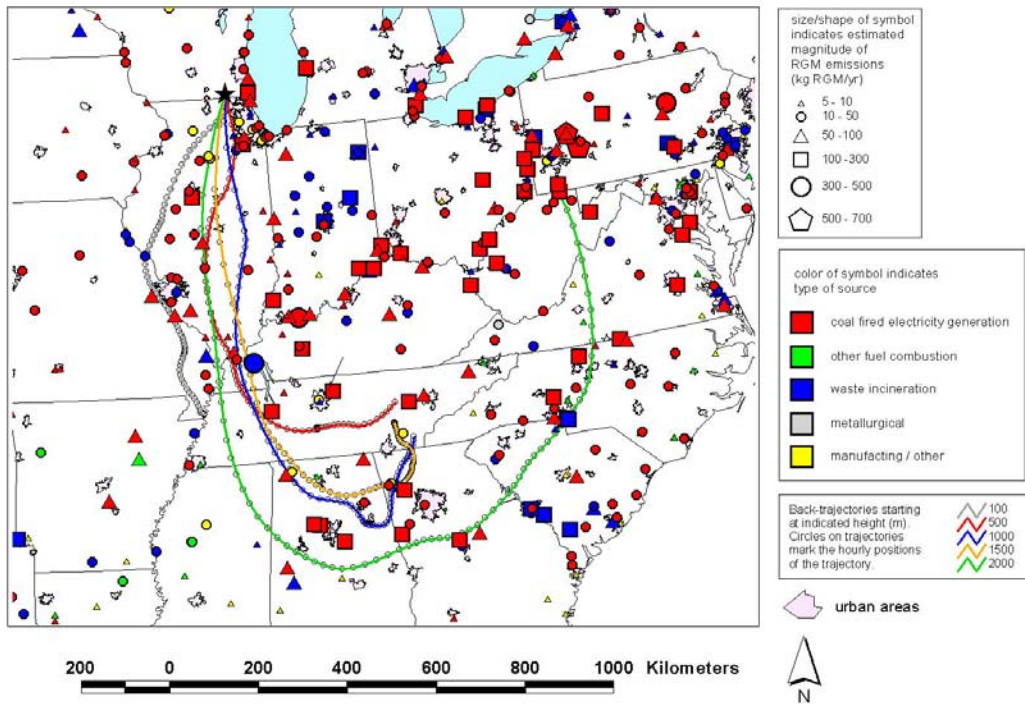 size/shape of symbol
indicates estimated
magnitude of
RGM emissions
(kg RGM/yr)
5 - 10
10 - 50
50 -100
100 - 300
300 - 500
500 - 700
color of symbol indicates
type of source
coal fired electricity generation
other fuel combustion
waste incineration
metallurgical
manufacting / other
Back-trajectories starting
at indicated height (m).
Circles on trajectories
mark the hourly positions
of the trajectory.
100
500
1000
1500
2000
urban areas
N
200 0 200 400 600 800 1000 Kilometers